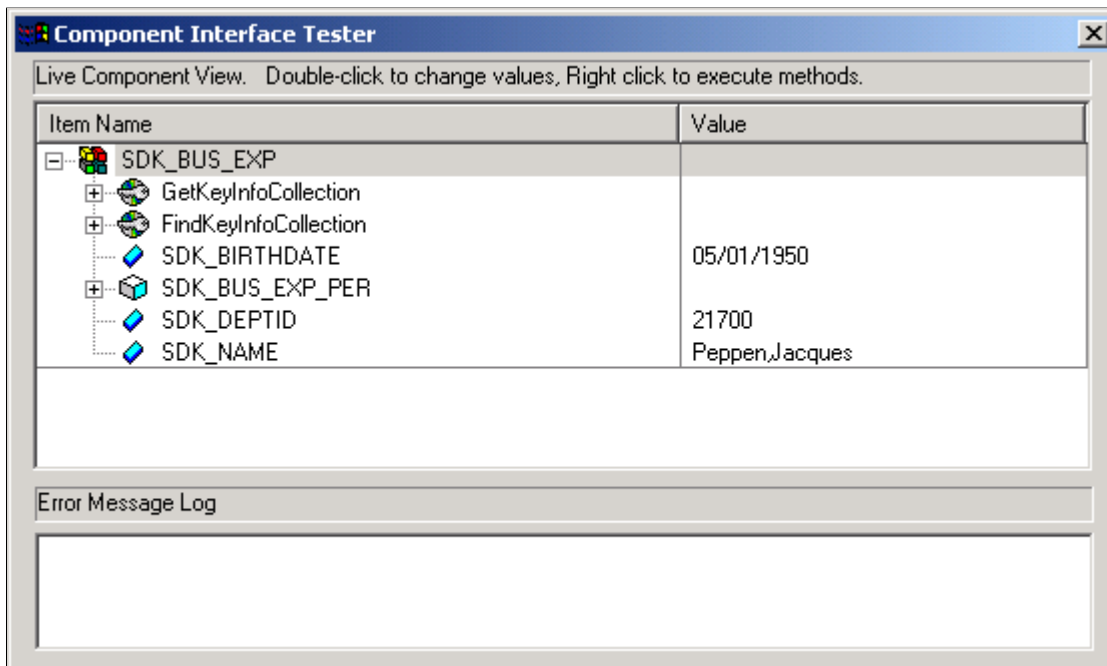 Component Interface Tester
Live Component View. Double-click to change values, Right click to execute methods.
Item Name Value
SDK_BUS_EXP
GetKeyInfoCollection
FindKeyInfoCollection
SDK_BIRTHDATE 05/01/1950
SDK_BUS_EXP_PER
SDK_DEPTID 21700
SDK_NAME Peppen,Jacques
Error Message Log